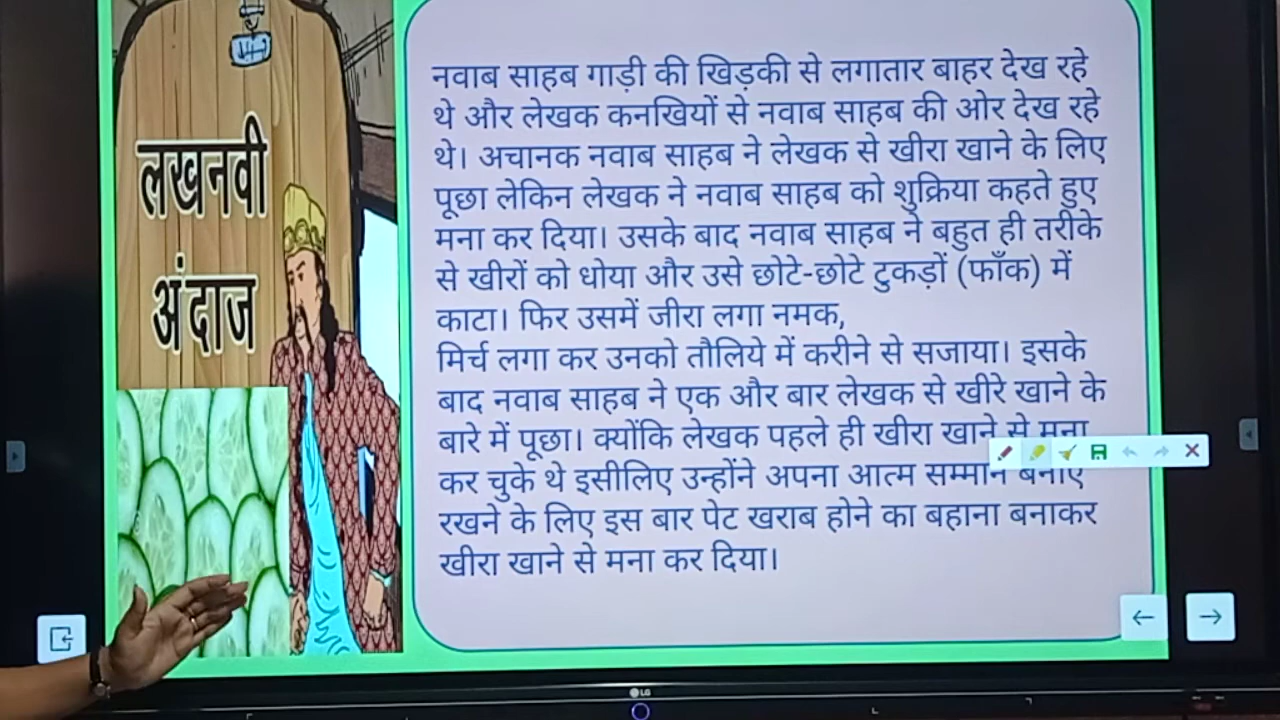 लखनवी
अंदाज
नवाब साहब गाड़ी की खिड़की से लगातार बाहर देख रहे
थे और लेखक कनखियों से नवाब साहब की ओर देख रहे
थे। अचानक नवाब साहब ने लेखक से खीरा खाने के लिए
पूछा लेकिन लेखक ने नवाब साहब को शुक्रिया कहते हुए
मना कर दिया। उसके बाद नवाब साहब ने बहुत ही तरीके
से खीरों को धोया और उसे छोटे-छोटे टुकड़ों (फाँक) में
काटा। फिर उसमें जीरा लगा नमक,
मिर्च लगा कर उनको तौलिये में करीने से सजाया। इसके
बाद नवाब साहब ने एक और बार लेखक से खीरे खाने के
बारे में पूछा। क्योंकि लेखक पहले ही खीरा खाने से मना
कर चुके थे इसीलिए उन्होंने अपना आत्म सम्मान बनाए
रखने के लिए इस बार पेट खराब होने का बहाना बनाकर
खीरा खाने से मना कर दिया।
LG